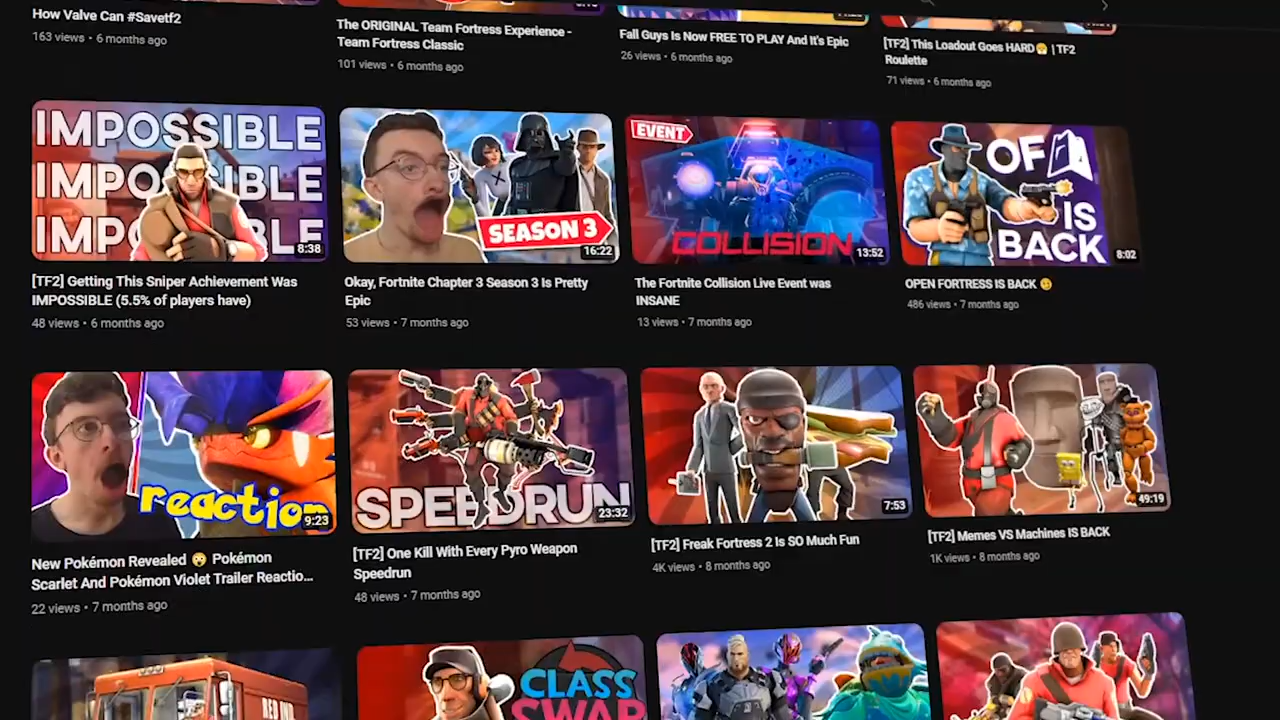 How Valve Can #Savetf2
163 views • 6 months ago
The ORIGINAL Team Fortress Experience -
Team Fortress Classic
101 views • 6 months ago
Fall Guys Is Now FREE TO PLAY And It's Epic
26 views • 6 months ago
[TF2] This Loadout Goes HARD😤 | TF2
Roulette
71 views • 6 months ago
IMPOSSIBLE
IMPOSSIBLE
IMPOSSIBLE
8:38
[TF2] Getting This Sniper Achievement Was
IMPOSSIBLE (5.5% of players have)
48 views • 6 months ago
SEASON 3
16:22
Okay, Fortnite Chapter 3 Season 3 Is Pretty
Epic
53 views • 7 months ago
EVENT
COLLISION
13:52
The Fortnite Collision Live Event was
INSANE
13 views • 7 months ago
OF
IS
BACK
8:02
OPEN FORTRESS IS BACK
486 views • 7 months ago
reaction
9:23
New Pokémon Revealed 😲 Pokémon
Scarlet And Pokémon Violet Trailer Reactio...
22 views • 7 months ago
SPEEDRUN
23:32
[TF2] One Kill With Every Pyro Weapon
Speedrun
48 views • 7 months ago
7:53
[TF2] Freak Fortress 2 Is SO Much Fun
4K views • 8 months ago
49:19
[TF2] Memes VS Machines IS BACK
1K views • 8 months ago
CLASS
SWAP